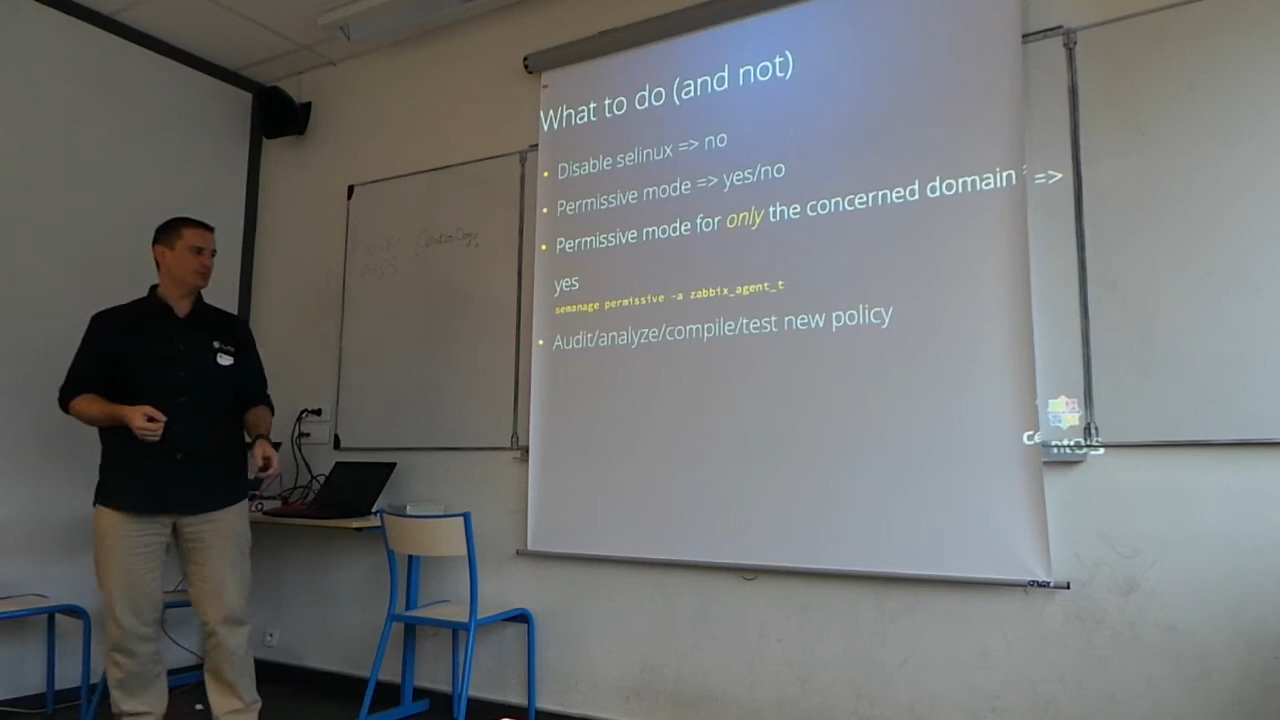 What to do (and not)
Disable selinux => no
Permissive mode => yes/no
Permissive mode for only the concerned domain =>
yes
semanage permissive -a zabbix_agent_t
Audit/analyze/compile/test new policy
CentOS